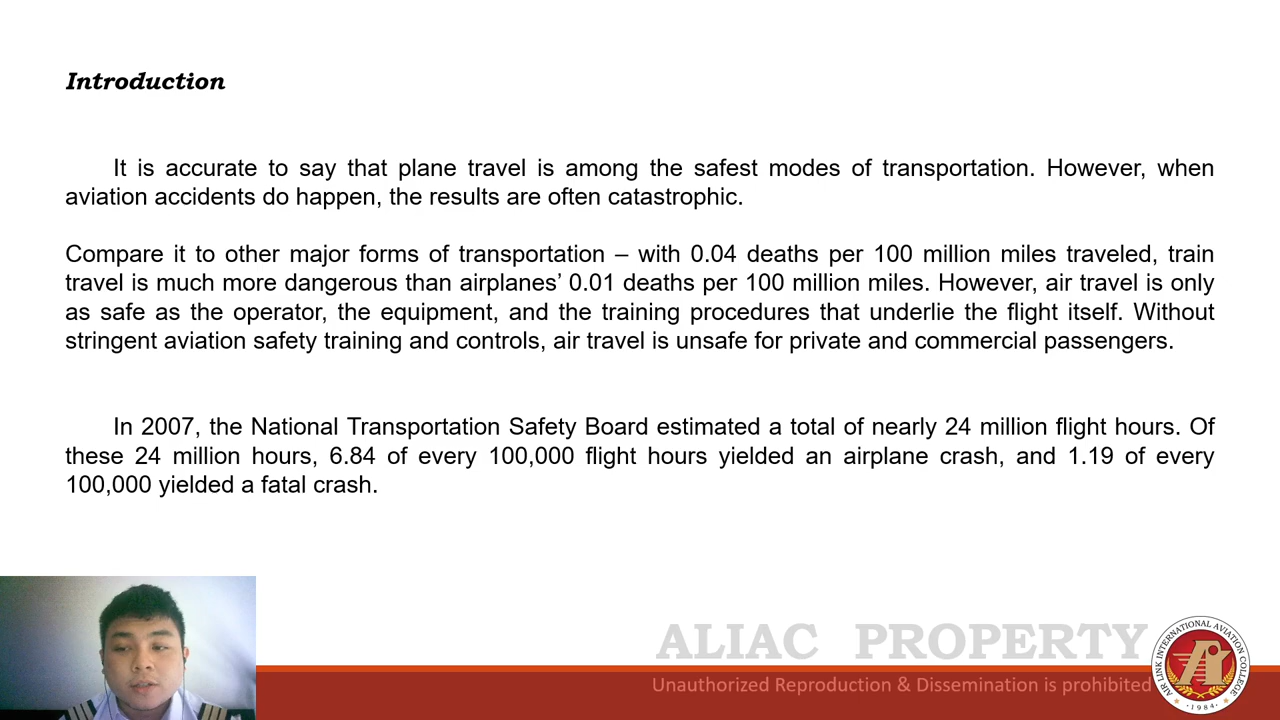 Introduction
It is accurate to say that plane travel is among the safest modes of transportation. However, when
aviation accidents do happen, the results are often catastrophic.
Compare it to other major forms of transportation – with 0.04 deaths per 100 million miles traveled, train
travel is much more dangerous than airplanes’ 0.01 deaths per 100 million miles. However, air travel is only
as safe as the operator, the equipment, and the training procedures that underlie the flight itself. Without
stringent aviation safety training and controls, air travel is unsafe for private and commercial passengers.
In 2007, the National Transportation Safety Board estimated a total of nearly 24 million flight hours. Of
these 24 million hours, 6.84 of every 100,000 flight hours yielded an airplane crash, and 1.19 of every
100,000 yielded a fatal crash.
ALIAC PROPERTY
Unauthorized Reproduction & Dissemination is prohibited
AIR LINK INTERNATIONAL AVIATION COLLEGE
1984